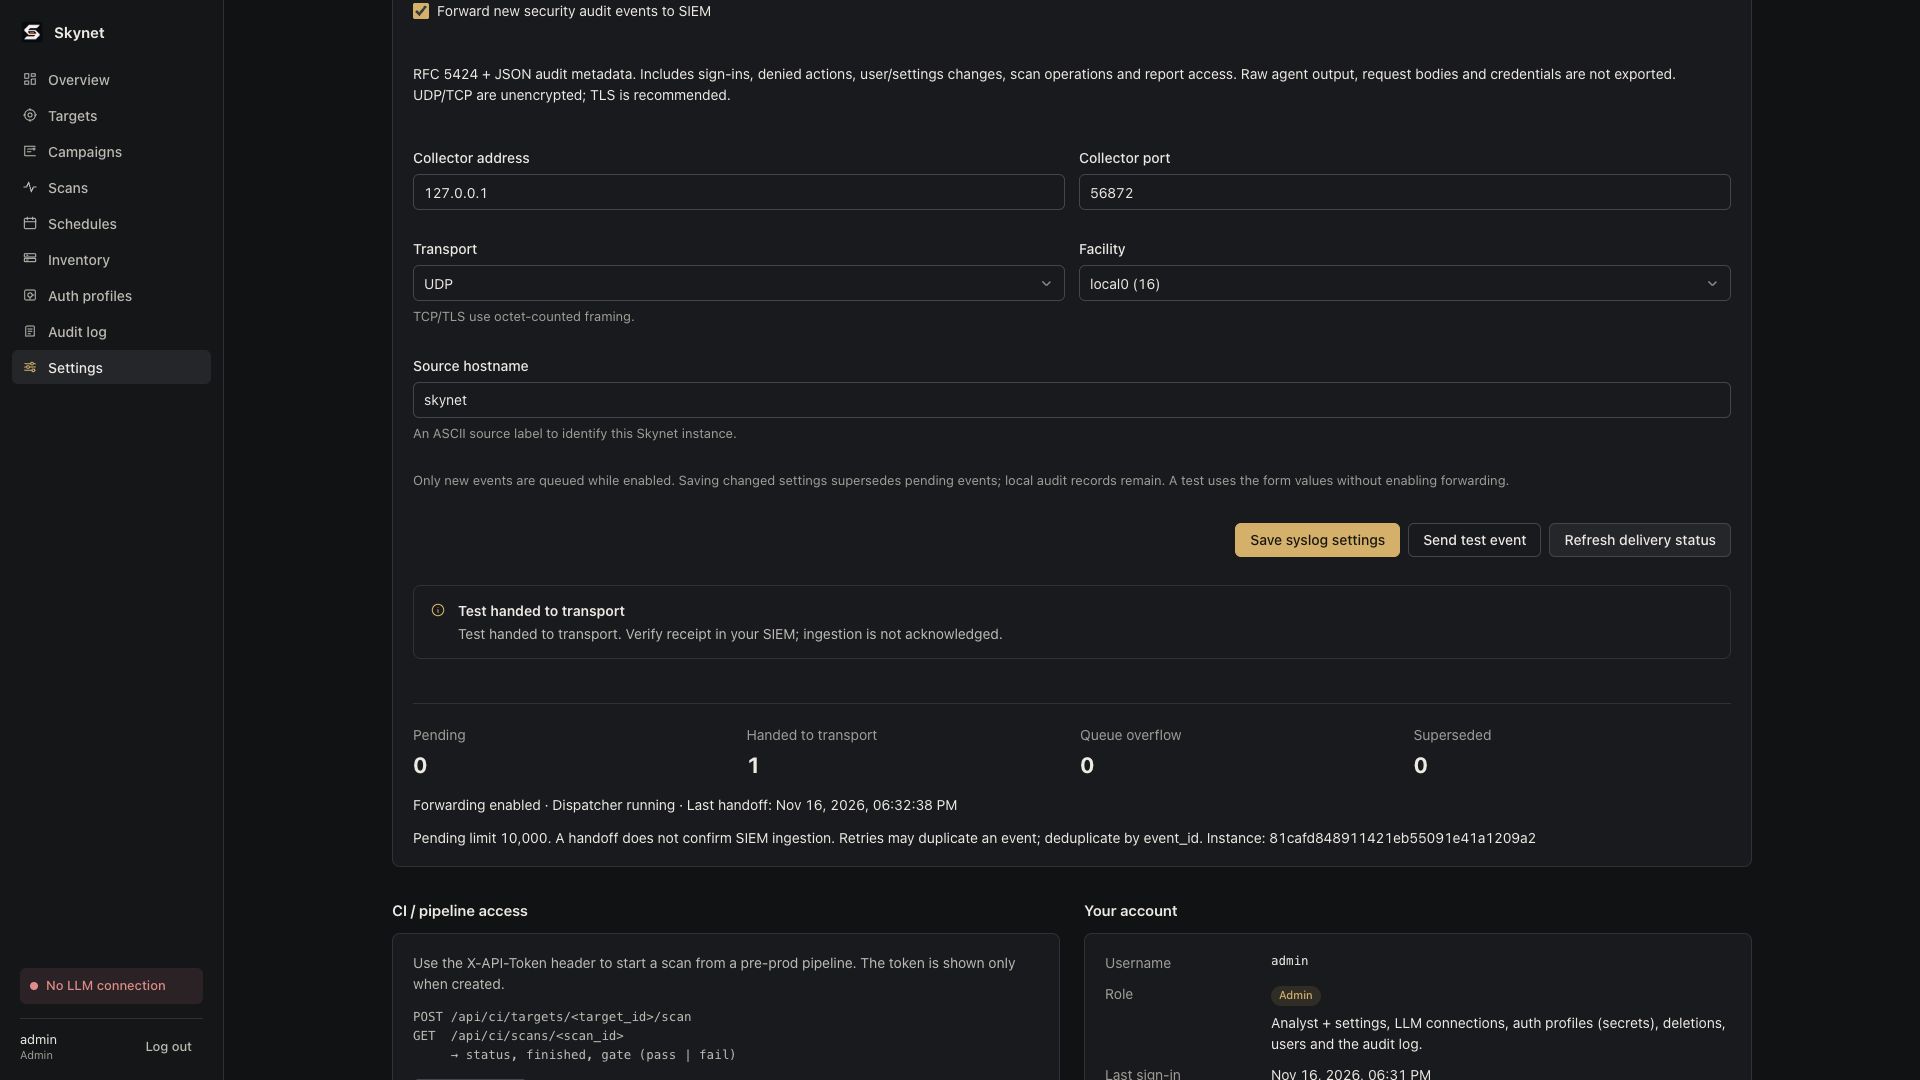 Skynet
Overview
Targets
Campaigns
Scans
Schedules
Inventory
Auth profiles
Audit log
Settings
No LLM connection
admin
Admin
Log out
Forward new security audit events to SIEM
RFC 5424 + JSON audit metadata. Includes sign-ins, denied actions, user/settings changes, scan operations and report access. Raw agent output, request bodies and credentials are not exported.
UDP/TCP are unencrypted; TLS is recommended.
Collector address
Collector port
127.0.0.1
56872
Transport
Facility
UDP
local0 (16)
TCP/TLS use octet-counted framing.
Source hostname
skynet
An ASCII source label to identify this Skynet instance.
Only new events are queued while enabled. Saving changed settings supersedes pending events; local audit records remain. A test uses the form values without enabling forwarding.
Save syslog settings
Send test event
Refresh delivery status
Test handed to transport
Test handed to transport. Verify receipt in your SIEM; ingestion is not acknowledged.
Pending
Handed to transport
Queue overflow
Superseded
0
1
0
0
Forwarding enabled · Dispatcher running · Last handoff: Nov 16, 2026, 06:32:38 PM
Pending limit 10,000. A handoff does not confirm SIEM ingestion. Retries may duplicate an event; deduplicate by event_id. Instance: 81cafd848911421eb55091e41a1209a2
CI / pipeline access
Use the X-API-Token header to start a scan from a pre-prod pipeline. The token is shown only
when created.
POST /api/ci/targets/<target_id>/scan
GET /api/ci/scans/<scan_id>
→ status, finished, gate (pass | fail)
Your account
Username
admin
Role
Admin
Analyst + settings, LLM connections, auth profiles (secrets), deletions,
users and the audit log.
Last sign-in
Nov 16, 2026, 06:31 PM